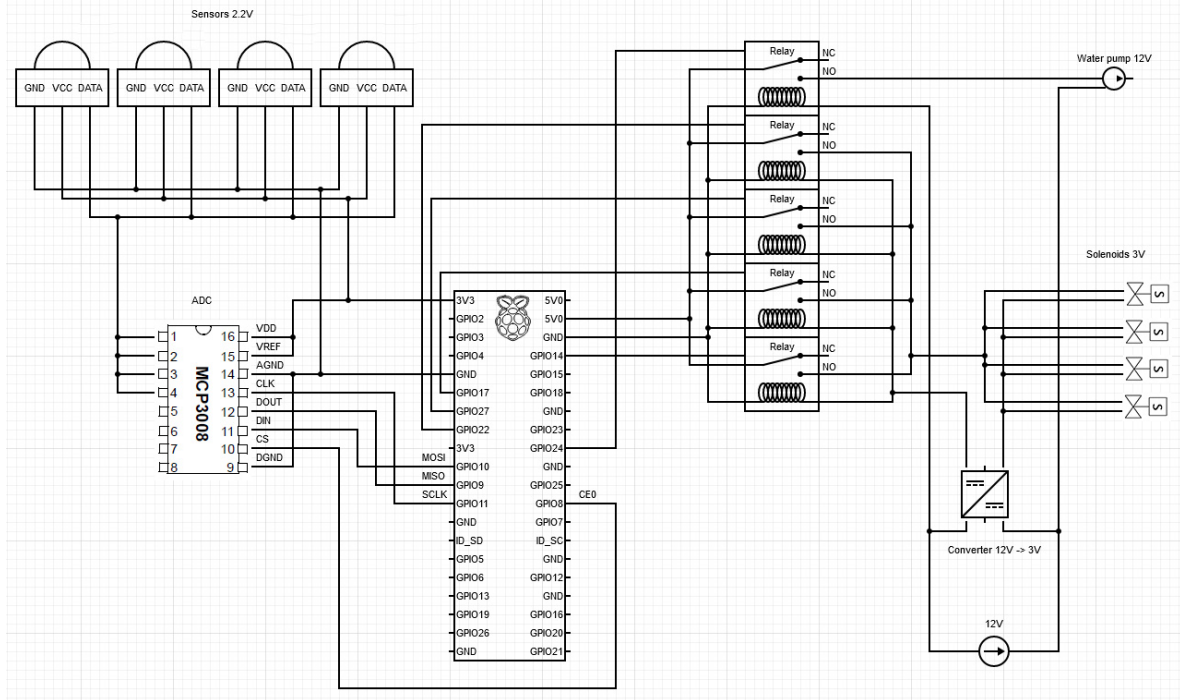 Sensors 2.2V
GND VCC DATA
GND VCC DATA
GND VCC DATA
GND VCC DATA
Relay
NC
NO
Water pump 12V
Relay
NC
NO
Relay
NC
NO
Relay
NC
NO
Relay
NC
NO
Solenoids 3V
ADC
MCP3008
1
2
3
4
5
6
7
8
16
15
14
13
12
11
10
9
VDD
VREF
AGND
CLK
DOUT
DIN
CS
DGND
MOSI
MISO
SCLK
3V3
GPIO2
GPIO3
GPIO4
GND
GPIO17
GPIO27
GPIO22
3V3
GPIO10
GPIO9
GPIO11
GND
ID_SD
GPIO5
GPIO6
GPIO13
GPIO19
GPIO26
GND
5V0
5V0
GND
GPIO14
GPIO15
GPIO18
GND
GPIO23
GPIO24
GND
GPIO25
GPIO8
GPIO7
ID_SC
GND
GPIO12
GND
GPIO16
GPIO20
GPIO21
CE0
S
S
S
S
Converter 12V -> 3V
12V